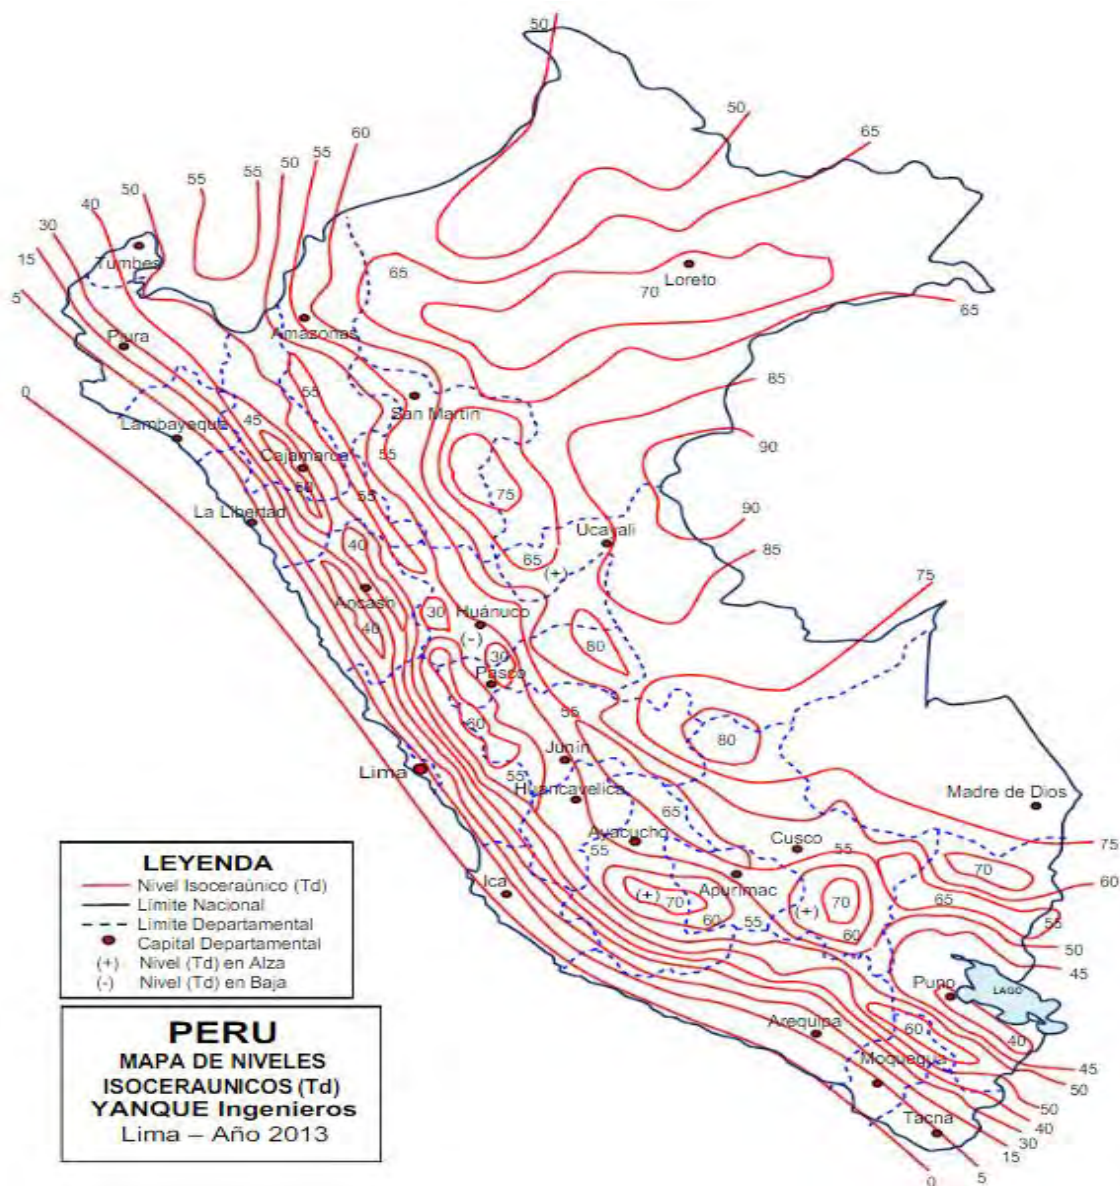 50
50
65
60
55
50
55
55
50
40
30
15
5
0
Tumbes
Piura
Amazonas
65
Loreto
70
65
85
San Martin
55
Lambayeque
45
Cajamarca
50
55
55
90
75
La Libertad
90
Ucayali
85
40
65
(+)
75
Ancash
40
30
Huánuco
(-)
30
Pasco
80
60
55
80
Junín
Lima
55
Huancavelica
Madre de Dios
65
Ayacucho
Cusco
55
75
55
70
60
Ica
Apurimac
(+)
70
60
55
(+)
70
60
65
55
50
45
Puno
LAGO
Arequipa
60
40
Moquegua
45
50
50
Tacna
40
30
15
5
0
LEYENDA
Nivel Isoceraúnico (Td)
Límite Nacional
Límite Departamental
Capital Departamental
(+) Nivel (Td) en Alza
(-) Nivel (Td) en Baja
PERU
MAPA DE NIVELES
ISOCERAUNICOS (Td)
YANQUE Ingenieros
Lima – Año 2013